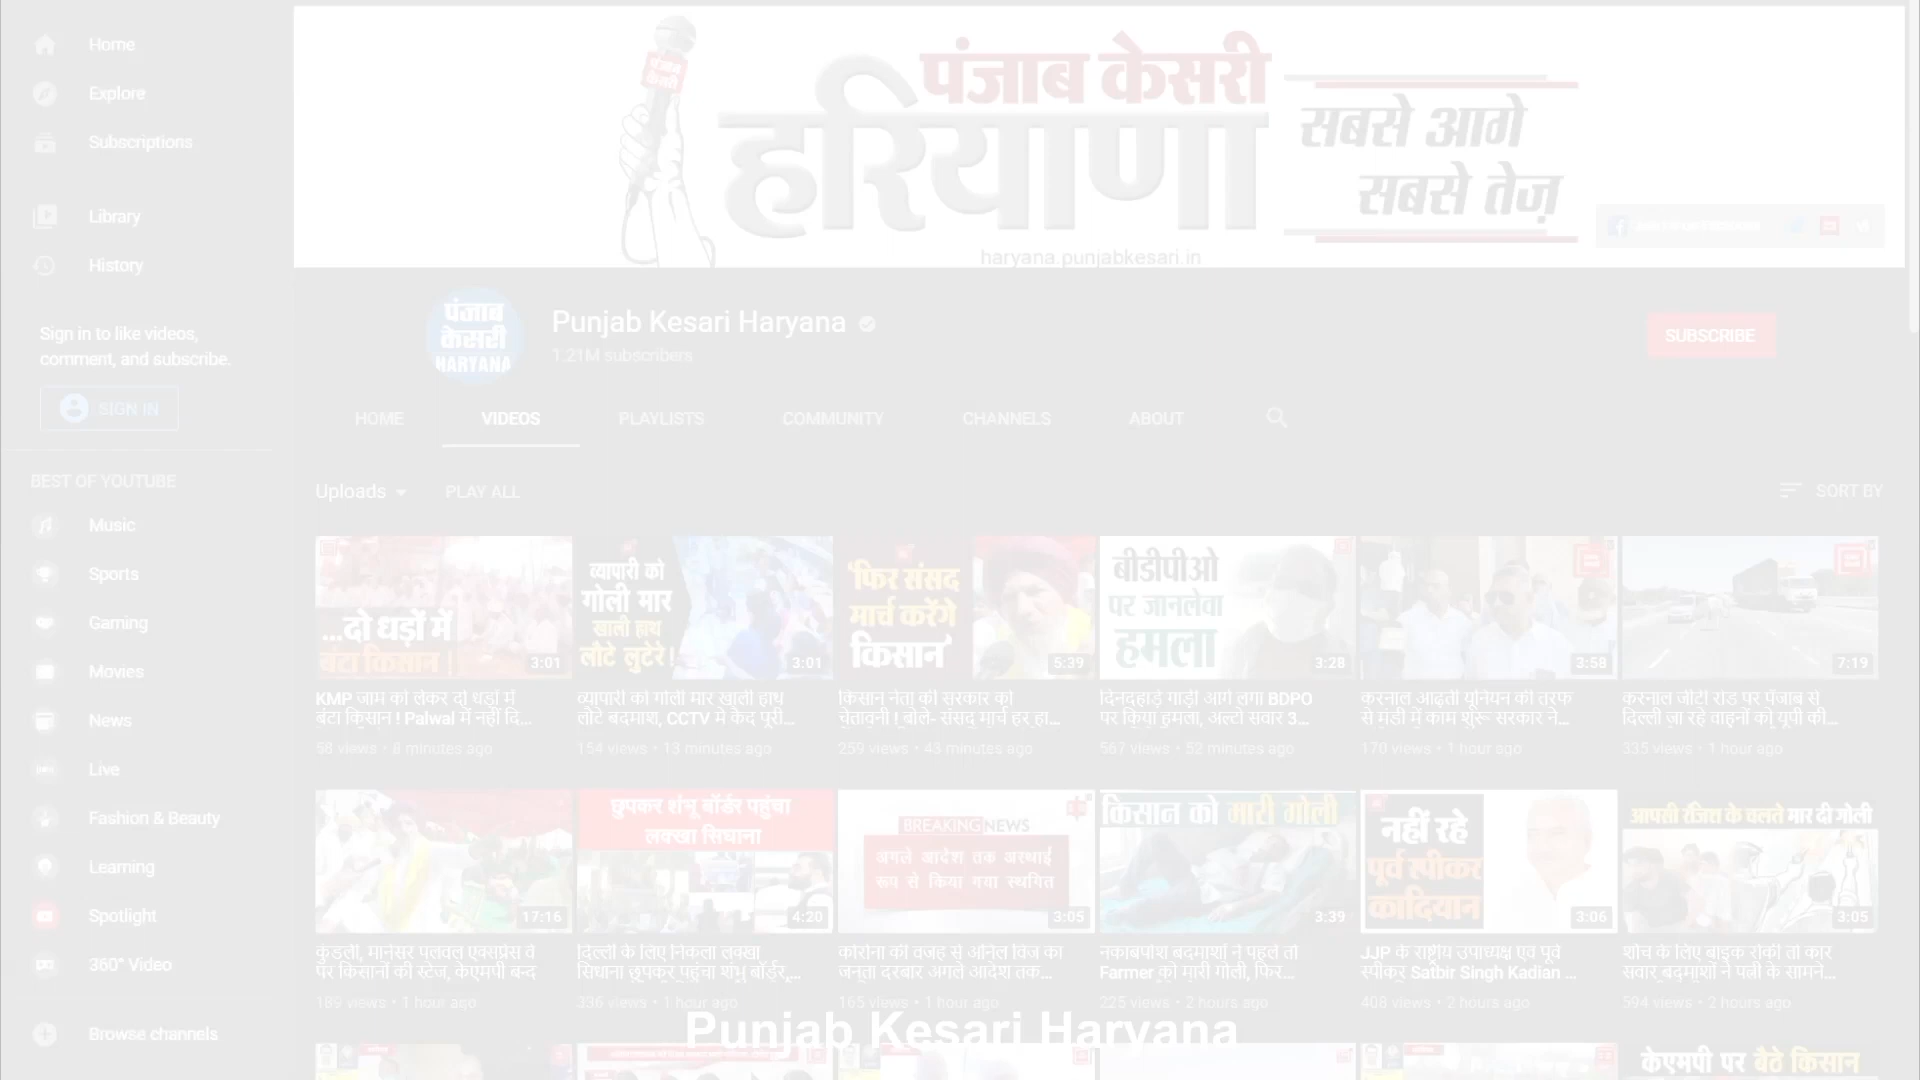 Home
Explore
Subscriptions
Library
History
Sign in to like videos,
comment, and subscribe.
SIGN IN
BEST OF YOUTUBE
Music
Sports
Gaming
Movies
News
Live
Fashion & Beauty
Learning
Spotlight
360° Video
Browse channels
पंजाब
केसरी
पंजाब केसरी
हरियाणा
haryana.punjabkesari.in
सबसे आगे
सबसे तेज़
पंजाब
केसरी
HARYANA
Punjab Kesari Haryana
1.21M subscribers
SUBSCRIBE
HOME
VIDEOS
PLAYLISTS
COMMUNITY
CHANNELS
ABOUT
Uploads
PLAY ALL
SORT BY
...दो धड़ों में
बंटा किसान !
3:01
KMP जाम को लेकर दो धड़ों में
बंटा किसान ! Palwal में नहीं दि...
58 views • 8 minutes ago
व्यापारी को
गोली मार
खाली हाथ
लौटे लुटेरे !
3:01
व्यापारी को गोली मार खाली हाथ
लौटे बदमाश, CCTV में कैद पूरी...
154 views • 13 minutes ago
'फिर संसद
मार्च करेंगे
किसान'
5:39
किसान नेता की सरकार को
चेतावनी ! बोले- संसद मार्च हर हा...
259 views • 43 minutes ago
बीडीपीओ
पर जानलेवा
हमला
3:28
दिनदहाड़े गाड़ी आगे लगा BDPO
पर किया हमला, अल्टो सवार 3...
567 views • 52 minutes ago
3:58
करनाल आढ़ती यूनियन की तरफ
से मंडी में काम शुरू सरकार ने...
170 views • 1 hour ago
7:19
करनाल जीटी रोड पर पंजाब से
दिल्ली जा रहे वाहनों को यूपी की...
335 views • 1 hour ago
17:16
कुंडली, मानेसर पलवल एक्सप्रेस वे
पर किसानों की स्टेज, केएमपी बन्द
189 views • 1 hour ago
छुपकर शंभू बॉर्डर पहुंचा
लक्खा सिधाना
4:20
दिल्ली के लिए निकला लक्खा
सिधाना छुपकर पहुंचा शंभू बॉर्डर,...
336 views • 1 hour ago
BREAKING NEWS
अगले आदेश तक अस्थाई
रूप से किया गया स्थगित
3:05
कोरोना की वजह से अनिल विज का
जनता दरबार अगले आदेश तक...
165 views • 1 hour ago
किसान को मारी गोली
3:39
नकाबपोश बदमाशों ने पहले तो
Farmer को मारी गोली, फिर...
225 views • 2 hours ago
नहीं रहे
पूर्व स्पीकर
कादियान
3:06
JJP के राष्ट्रीय उपाध्यक्ष एवं पूर्व
स्पीकर Satbir Singh Kadian ...
408 views • 2 hours ago
आपसी रंजिश के चलते मार दी गोली
3:05
शौच के लिए बाइक रोकी तो कार
सवार बदमाशों ने पत्नी के सामने...
594 views • 2 hours ago
केएमपी पर बैठे किसान
Punjab Kesari Haryana